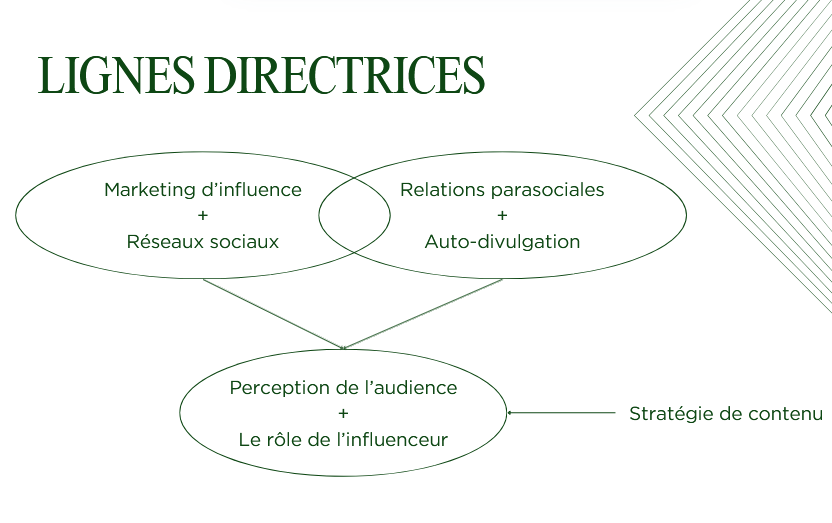 LIGNES DIRECTRICES
Marketing d’influence
+
Réseaux sociaux
Relations parasociales
+
Auto-divulgation
Perception de l’audience
+
Le rôle de l’influenceur
Stratégie de contenu